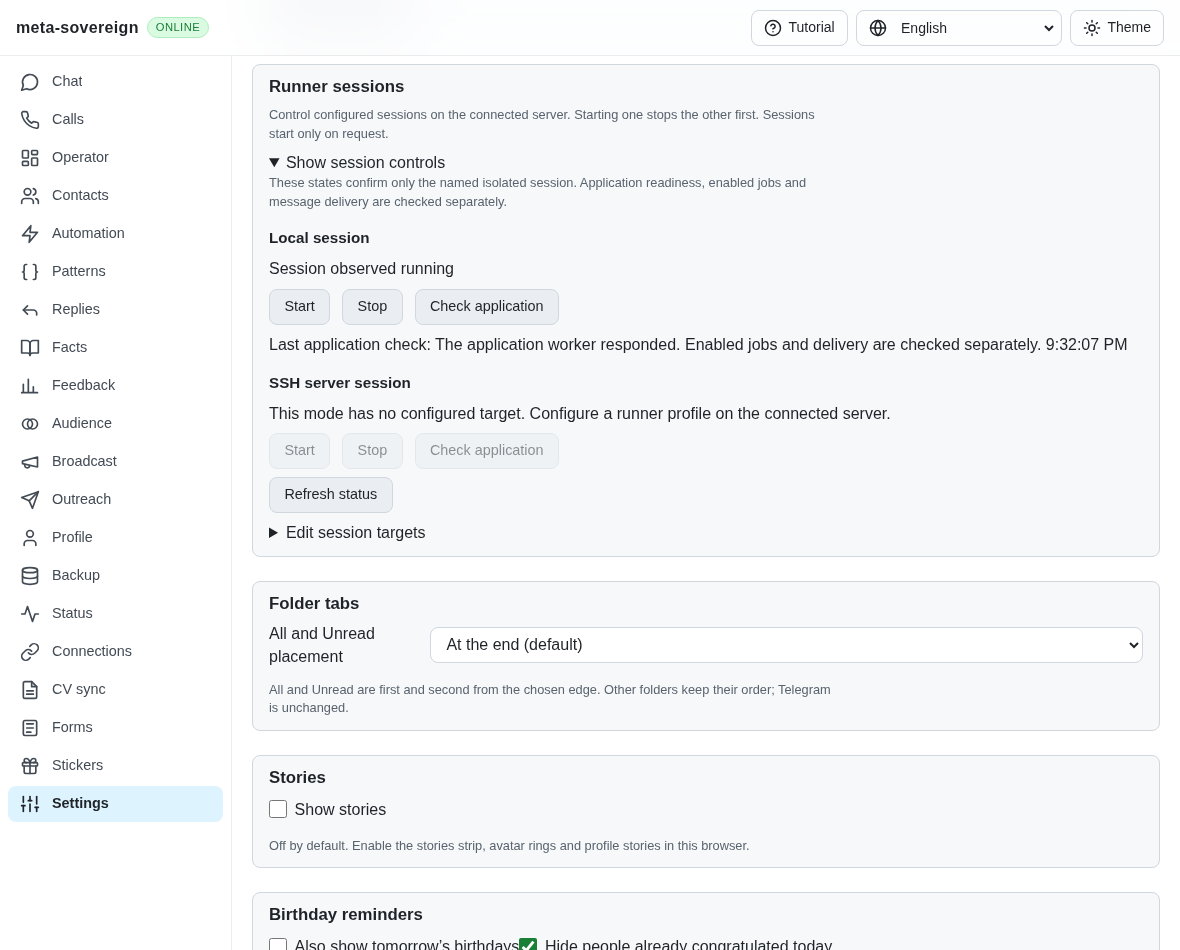 meta-sovereign ONLINE Tutorial English Theme
Chat
Calls
Operator
Contacts
Automation
Patterns
Replies
Facts
Feedback
Audience
Broadcast
Outreach
Profile
Backup
Status
Connections
CV sync
Forms
Stickers
Settings
Runner sessions
Control configured sessions on the connected server. Starting one stops the other first. Sessions
start only on request.
Show session controls
These states confirm only the named isolated session. Application readiness, enabled jobs and
message delivery are checked separately.
Local session
Session observed running
Start Stop Check application
Last application check: The application worker responded. Enabled jobs and delivery are checked separately. 9:32:07 PM
SSH server session
This mode has no configured target. Configure a runner profile on the connected server.
Start Stop Check application
Refresh status
Edit session targets
Folder tabs
All and Unread
placement
At the end (default)
All and Unread are first and second from the chosen edge. Other folders keep their order; Telegram
is unchanged.
Stories
Show stories
Off by default. Enable the stories strip, avatar rings and profile stories in this browser.
Birthday reminders
Also show tomorrow’s birthdays Hide people already congratulated today